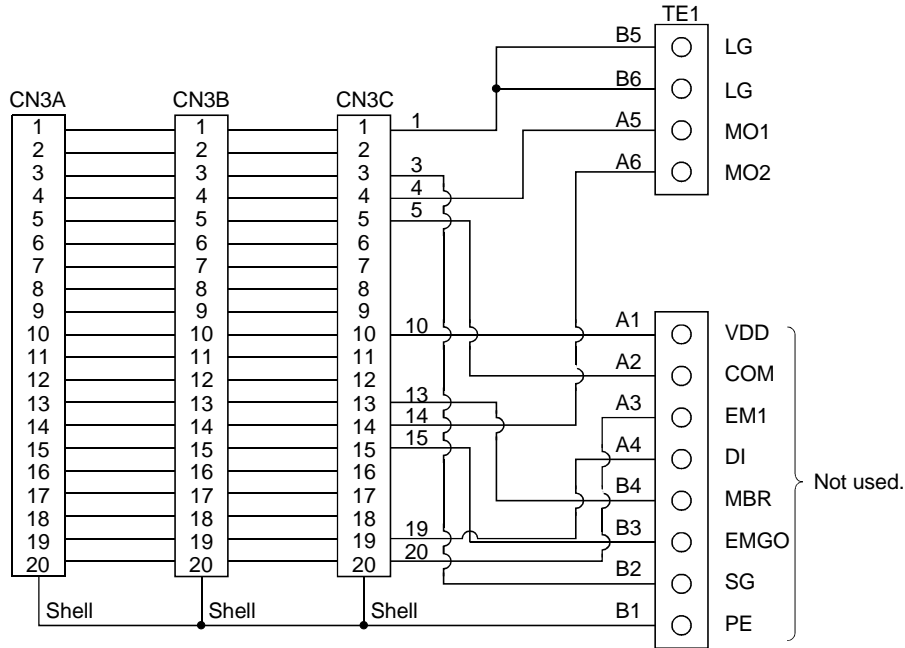 TE1
B5 LG
B6 LG
CN3A CN3B CN3C
1 1 1 1 A5 MO1
2 2 2
3 3 3 3 A6 MO2
4 4 4 4
5 5 5 5
6 6 6
7 7 7
8 8 8
9 9 9
10 10 10 10 A1 VDD
11 11 11
12 12 12 A2 COM
13 13 13 13 A3 EM1
14 14 14 14
15 15 15 15 A4 DI
16 16 16
17 17 17 B4 MBR Not used.
18 18 18
19 19 19 19 B3 EMGO
20 20 20 20 B2 SG
Shell Shell Shell B1 PE